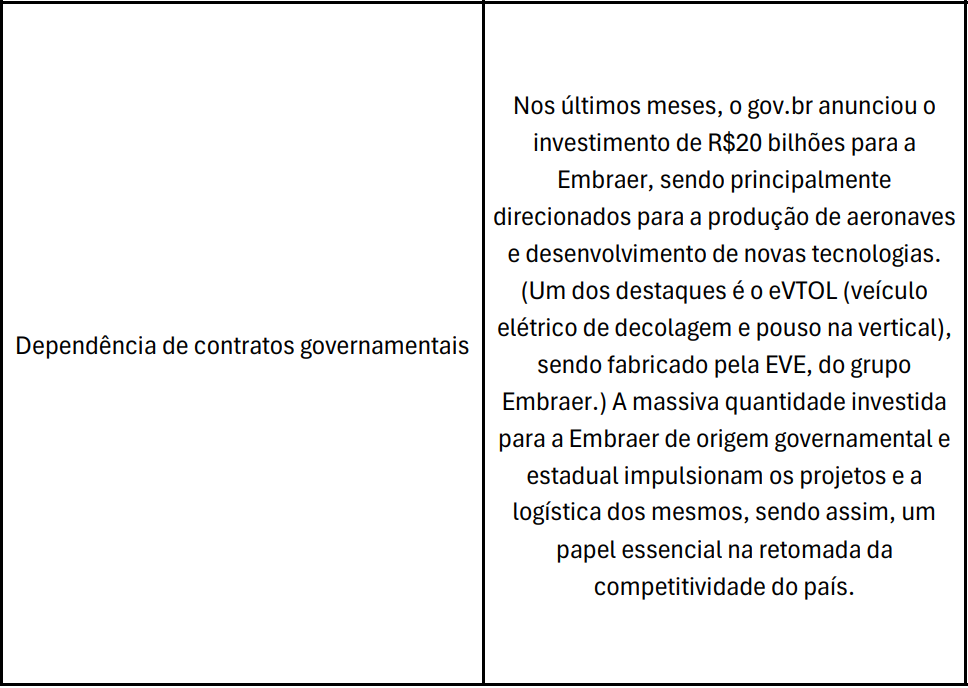 Dependência de contratos governamentais
Nos últimos meses, o gov.br anunciou o
investimento de R$20 bilhões para a
Embraer, sendo principalmente
direcionados para a produção de aeronaves
e desenvolvimento de novas tecnologias.
(Um dos destaques é o eVTOL (veículo
elétrico de decolagem e pouso na vertical),
sendo fabricado pela EVE, do grupo
Embraer.) A massiva quantidade investida
para a Embraer de origem governamental e
estadual impulsionam os projetos e a
logística dos mesmos, sendo assim, um
papel essencial na retomada da
competitividade do país.